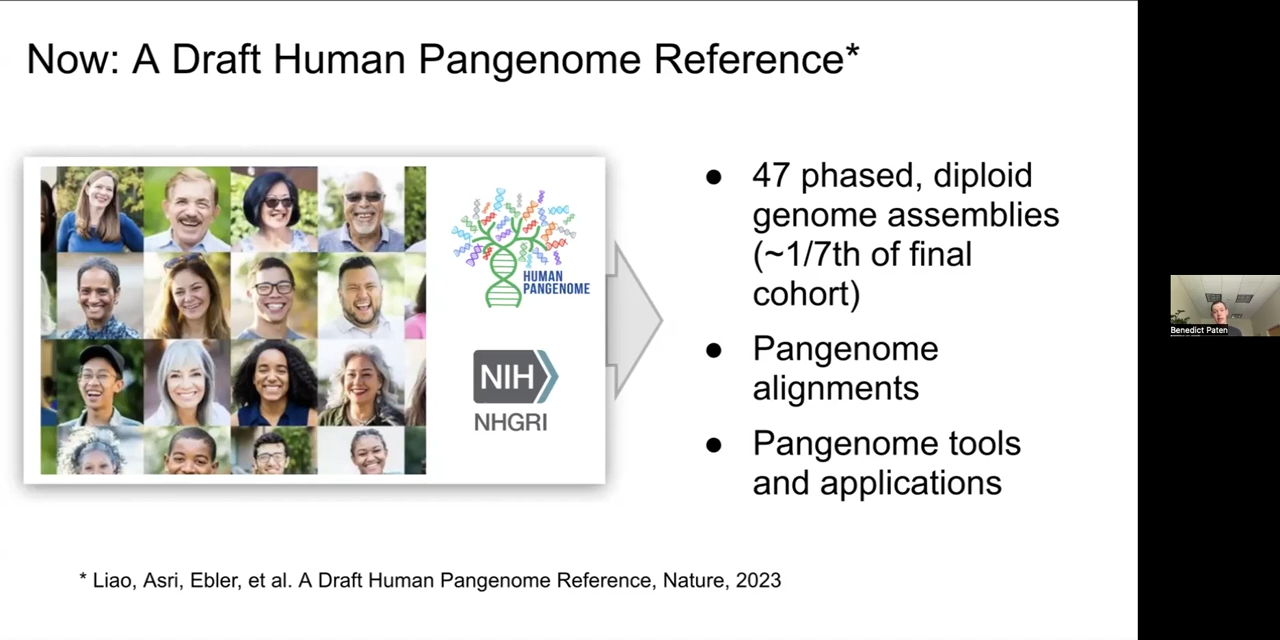 Now: A Draft Human Pangenome Reference*
HUMAN
PANGENOME
NIH
NHGRI
● 47 phased, diploid
genome assemblies
(~1/7th of final
cohort)
● Pangenome
alignments
● Pangenome tools
and applications
* Liao, Asri, Ebler, et al. A Draft Human Pangenome Reference, Nature, 2023
Benedict Paten